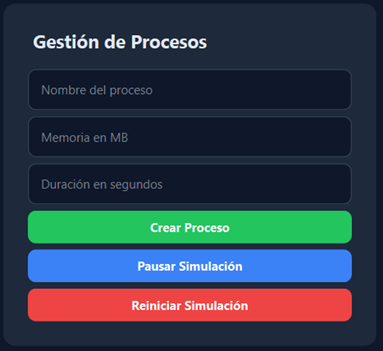 Gestión de Procesos
Nombre del proceso
Memoria en MB
Duración en segundos
Crear Proceso
Pausar Simulación
Reiniciar Simulación